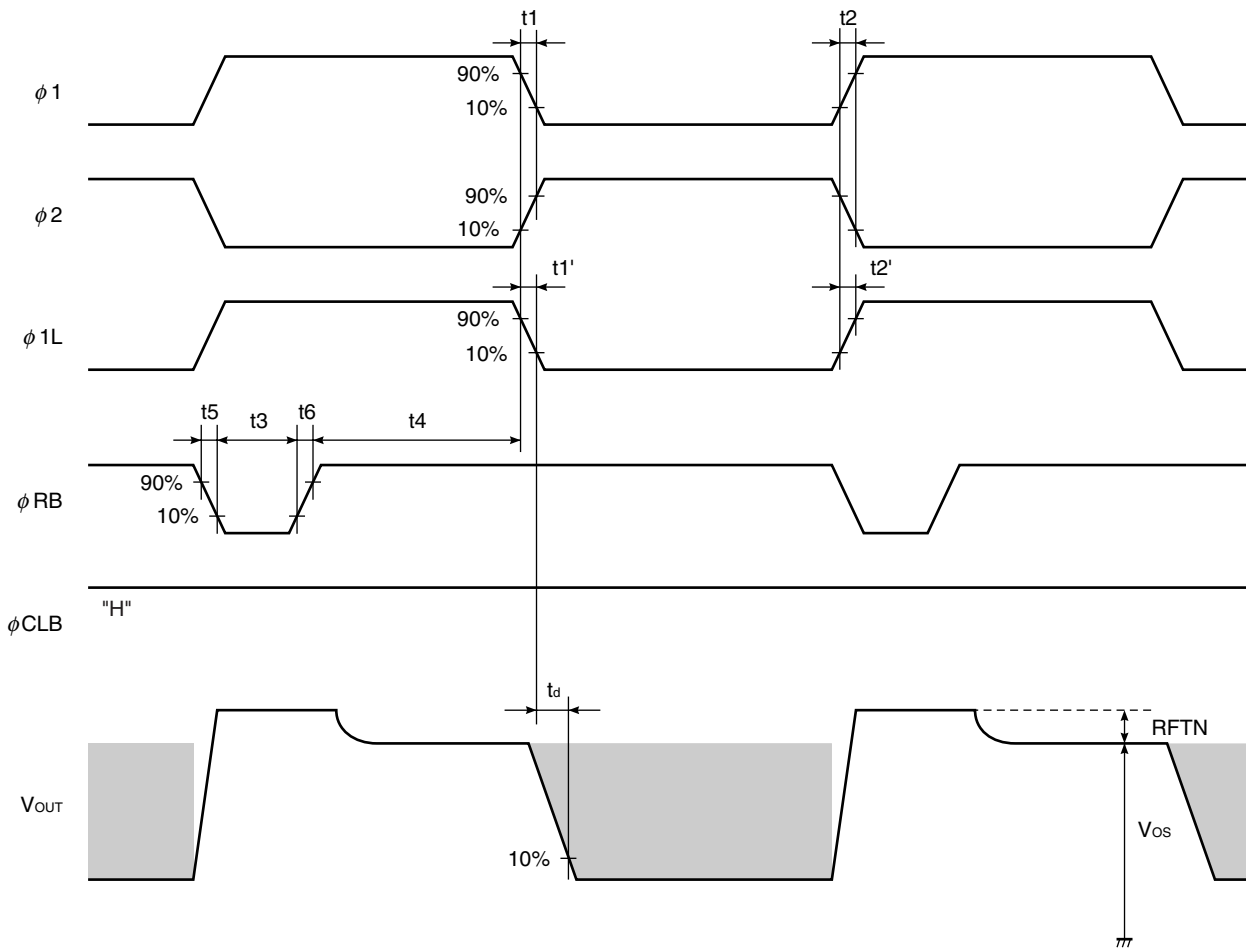 t1 t2
90%
φ1
10%
90%
φ2
10%
t1' t2'
90%
φ1L
10%
t5 t3 t6 t4
90%
φRB
10%
"H"
φCLB
td
RFTN
VOUT
VOS
10%